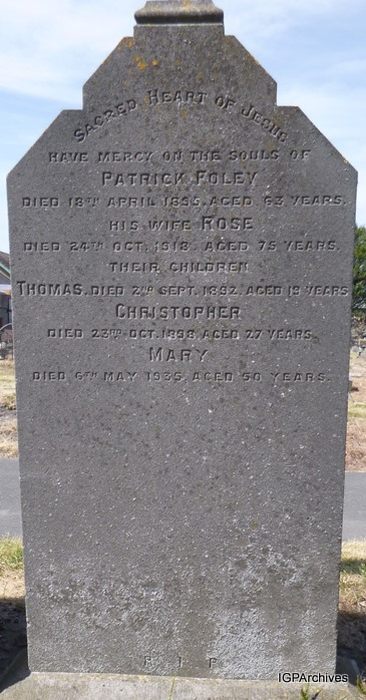 SACRED HEART OF JESUS
HAVE MERCY ON THE SOULS OF
PATRICK FOLEY
DIED 18TH APRIL 1895, AGED 63 YEARS.
HIS WIFE ROSE
DIED 24TH OCT. 1918, AGED 75 YEARS.
THEIR CHILDREN
THOMAS, DIED 2ND SEPT. 1892, AGED 19 YEARS
CHRISTOPHER
DIED 23RD OCT. 1898, AGED 27 YEARS.
MARY
DIED 6TH MAY 1935, AGED 50 YEARS.
R I P
IGPArchives